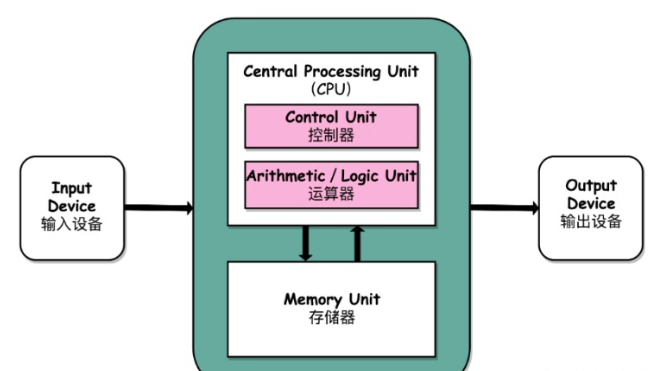 Central Processing Unit
(CPU)
Control Unit
控制器
Arithmetic / Logic Unit
运算器
Input
Device
输入设备
Output
Device
输出设备
Memory Unit
存储器